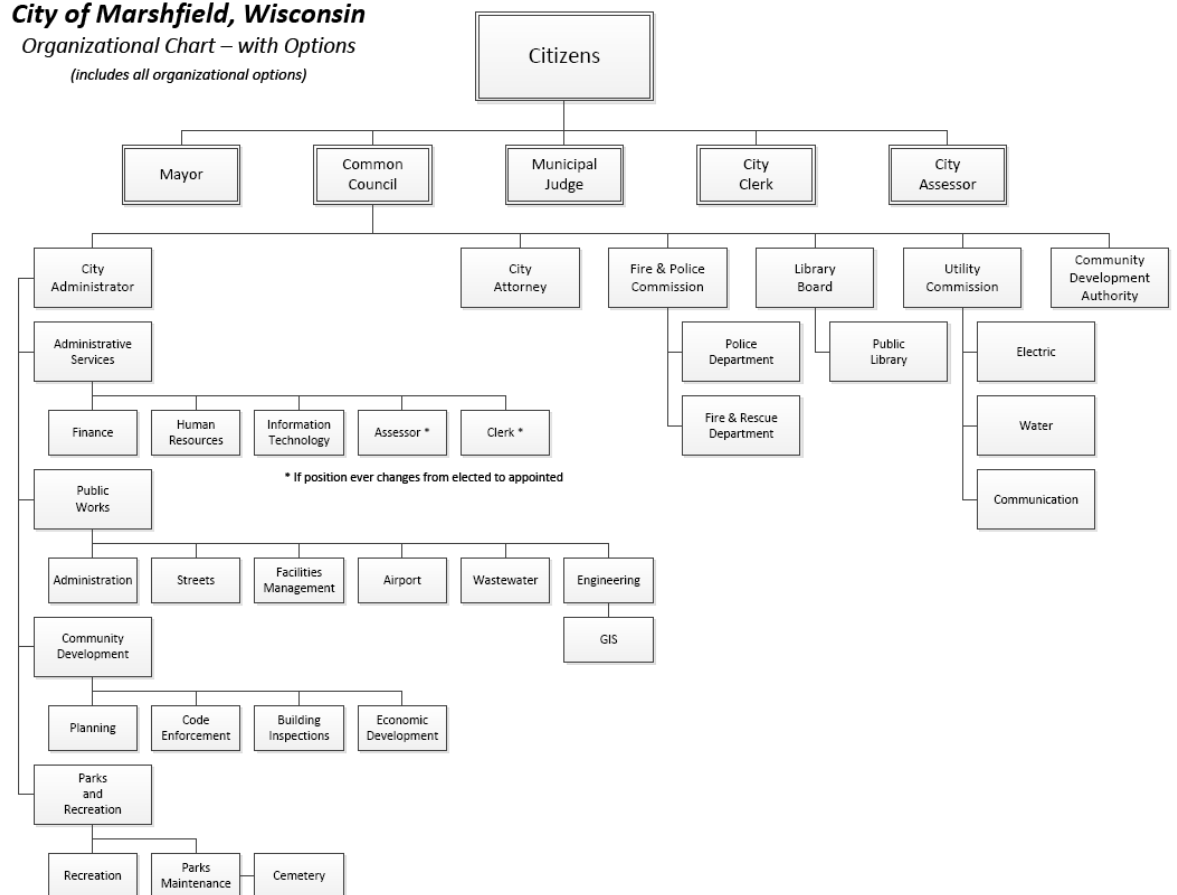 City of Marshfield, Wisconsin
Organizational Chart – with Options
(includes all organizational options)
Citizens
Mayor
Common
Council
Municipal
Judge
City
Clerk
City
Assessor
City
Administrator
City
Attorney
Fire & Police
Commission
Library
Board
Utility
Commission
Community
Development
Authority
Administrative
Services
Police
Department
Public
Library
Electric
Finance
Human
Resources
Information
Technology
Assessor *
Clerk *
Fire & Rescue
Department
Water
* If position ever changes from elected to appointed
Public
Works
Communication
Administration
Streets
Facilities
Management
Airport
Wastewater
Engineering
Community
Development
GIS
Planning
Code
Enforcement
Building
Inspections
Economic
Development
Parks
and
Recreation
Recreation
Parks
Maintenance
Cemetery